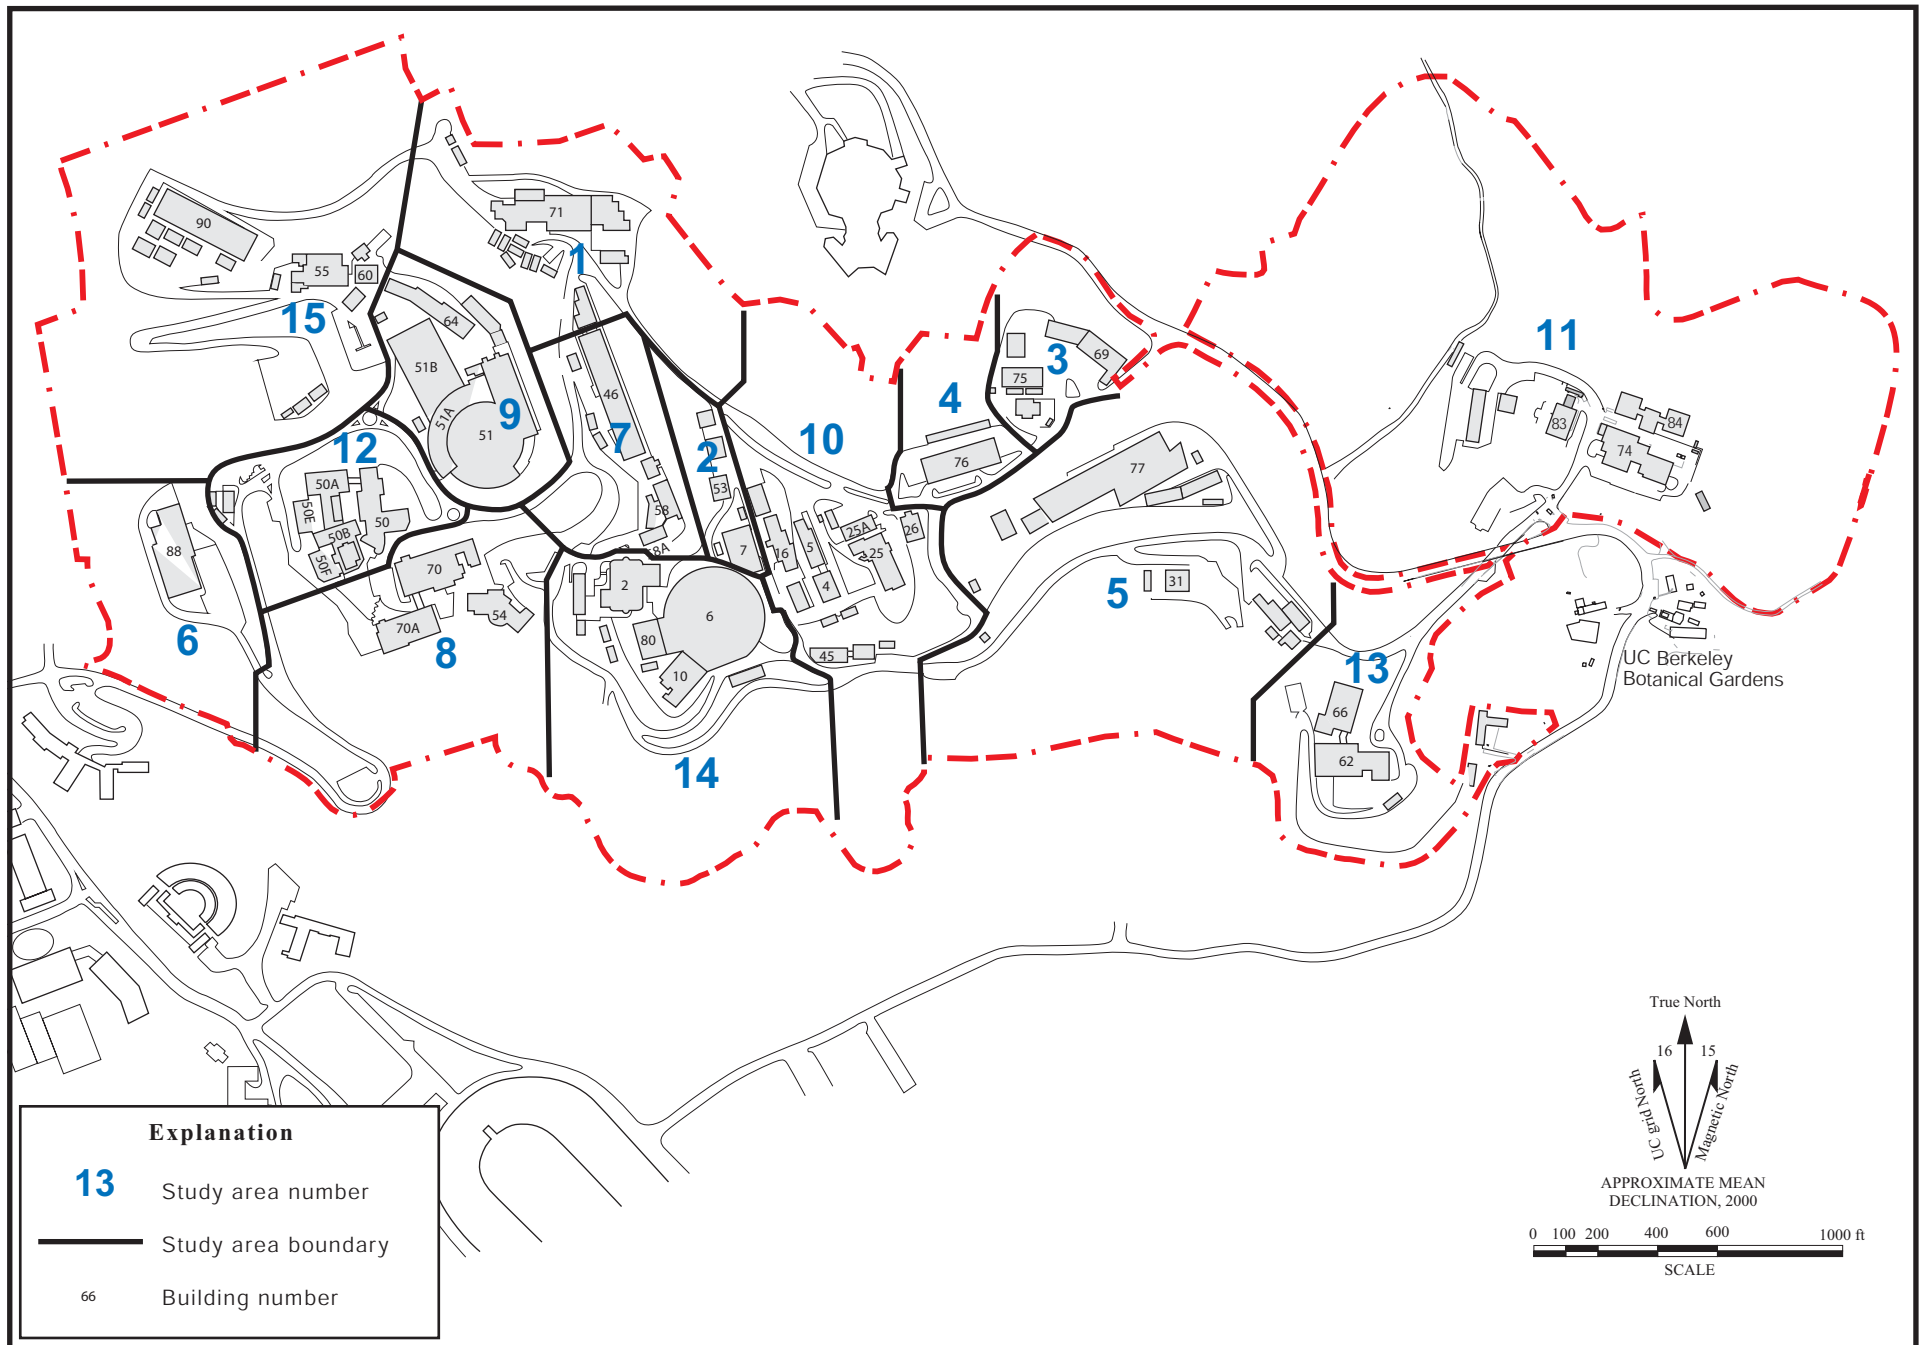 71
90
1
55
60
15
64
11
3
69
51B
75
46
4
9
51A
51
7
10
83
84
12
2
76
77
74
50A
53
50E
50
58
25A
26
50B
88
58A
7
16
5
25
50F
70
2
4
5
31
54
6
70A
80
6
8
45
13
UC Berkeley
Botanical Gardens
10
66
14
62
True North
16
15
UC grid North
Magnetic North
APPROXIMATE MEAN
DECLINATION, 2000
0 100 200 400 600 1000 ft
SCALE
Explanation
13 Study area number
Study area boundary
66 Building number